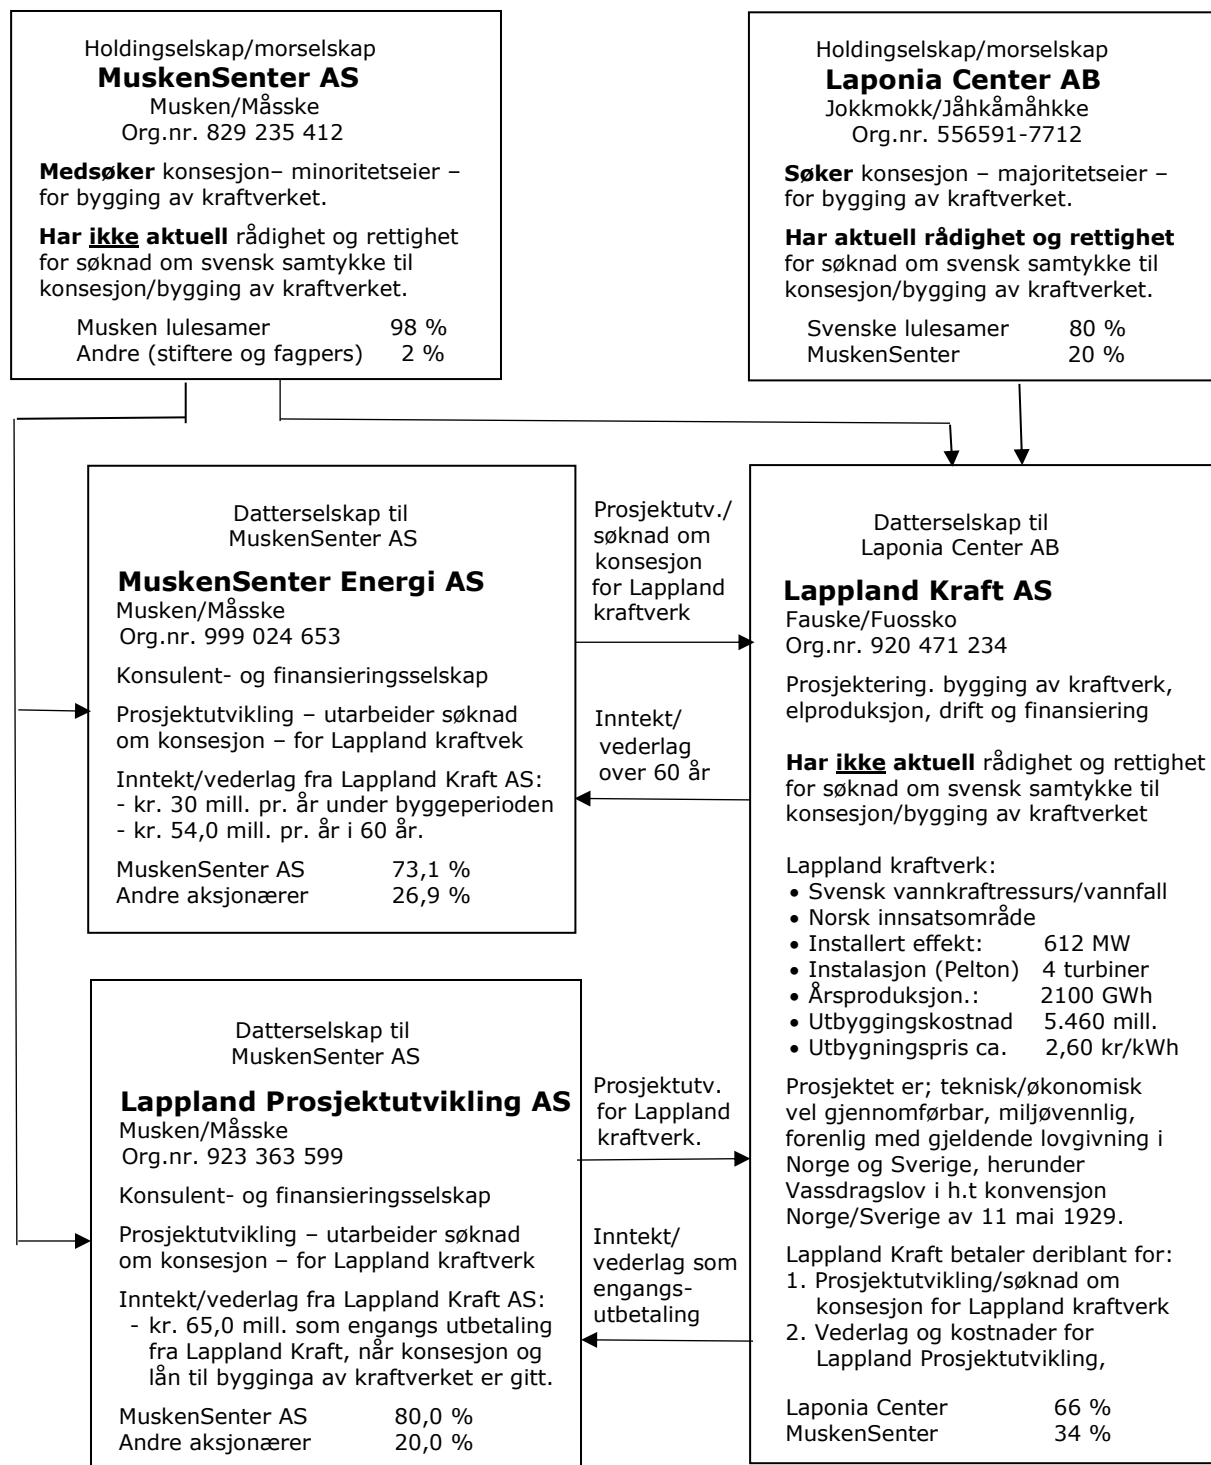 Holdingselskap/morselskap
MuskenSenter AS
Musken/Måsske
Org.nr. 829 235 412
Medsøker konsesjon– minoritetseier –
for bygging av kraftverket.
Har ikke aktuell rådighet og rettighet
for søknad om svensk samtykke til
konsesjon/bygging av kraftverket.
Musken lulesamer 98 %
Andre (stiftere og fagpers) 2 %
Holdingselskap/morselskap
Laponia Center AB
Jokkmokk/Jåhkåmåhkke
Org.nr. 556591-7712
Søker konsesjon – majoritetseier –
for bygging av kraftverket.
Har aktuell rådighet og rettighet
for søknad om svensk samtykke til
konsesjon/bygging av kraftverket.
Svenske lulesamer 80 %
MuskenSenter 20 %
Datterselskap til
MuskenSenter AS
MuskenSenter Energi AS
Musken/Måsske
Org.nr. 999 024 653
Konsulent- og finansieringsselskap
Prosjektutvikling – utarbeider søknad
om konsesjon – for Lappland kraftvek
Inntekt/vederlag fra Lappland Kraft AS:
- kr. 30 mill. pr. år under byggeperioden
- kr. 54,0 mill. pr. år i 60 år.
MuskenSenter AS 73,1 %
Andre aksjonærer 26,9 %
Prosjektutv./
søknad om
konsesjon
for Lappland
kraftverk
Inntekt/
vederlag
over 60 år
Datterselskap til
Laponia Center AB
Lappland Kraft AS
Fauske/Fuossko
Org.nr. 920 471 234
Prosjektering. bygging av kraftverk,
elproduksjon, drift og finansiering
Har ikke aktuell rådighet og rettighet
for søknad om svensk samtykke til
konsesjon/bygging av kraftverket
Lappland kraftverk:
• Svensk vannkraftressurs/vannfall
• Norsk innsatsområde
• Installert effekt: 612 MW
• Instalasjon (Pelton) 4 turbiner
• Årsproduksjon.: 2100 GWh
• Utbyggingskostnad 5.460 mill.
• Utbygningspris ca. 2,60 kr/kWh
Prosjektet er; teknisk/økonomisk
vel gjennomførbar, miljøvennlig,
forenlig med gjeldende lovgivning i
Norge og Sverige, herunder
Vassdragslov i h.t konvensjon
Norge/Sverige av 11 mai 1929.
Lappland Kraft betaler deriblant for:
1. Prosjektutvikling/søknad om
konsesjon for Lappland kraftverk
2. Vederlag og kostnader for
Lappland Prosjektutvikling,
Laponia Center 66 %
MuskenSenter 34 %
Datterselskap til
MuskenSenter AS
Lappland Prosjektutvikling AS
Musken/Måsske
Org.nr. 923 363 599
Konsulent- og finansieringsselskap
Prosjektutvikling – utarbeider søknad
om konsesjon – for Lappland kraftverk
Inntekt/vederlag fra Lappland Kraft AS:
- kr. 65,0 mill. som engangs utbetaling
fra Lappland Kraft, når konsesjon og
lån til bygginga av kraftverket er gitt.
MuskenSenter AS 80,0 %
Andre aksjonærer 20,0 %
Prosjektutv.
for Lappland
kraftverk.
Inntekt/
vederlag som
engangs-
utbetaling